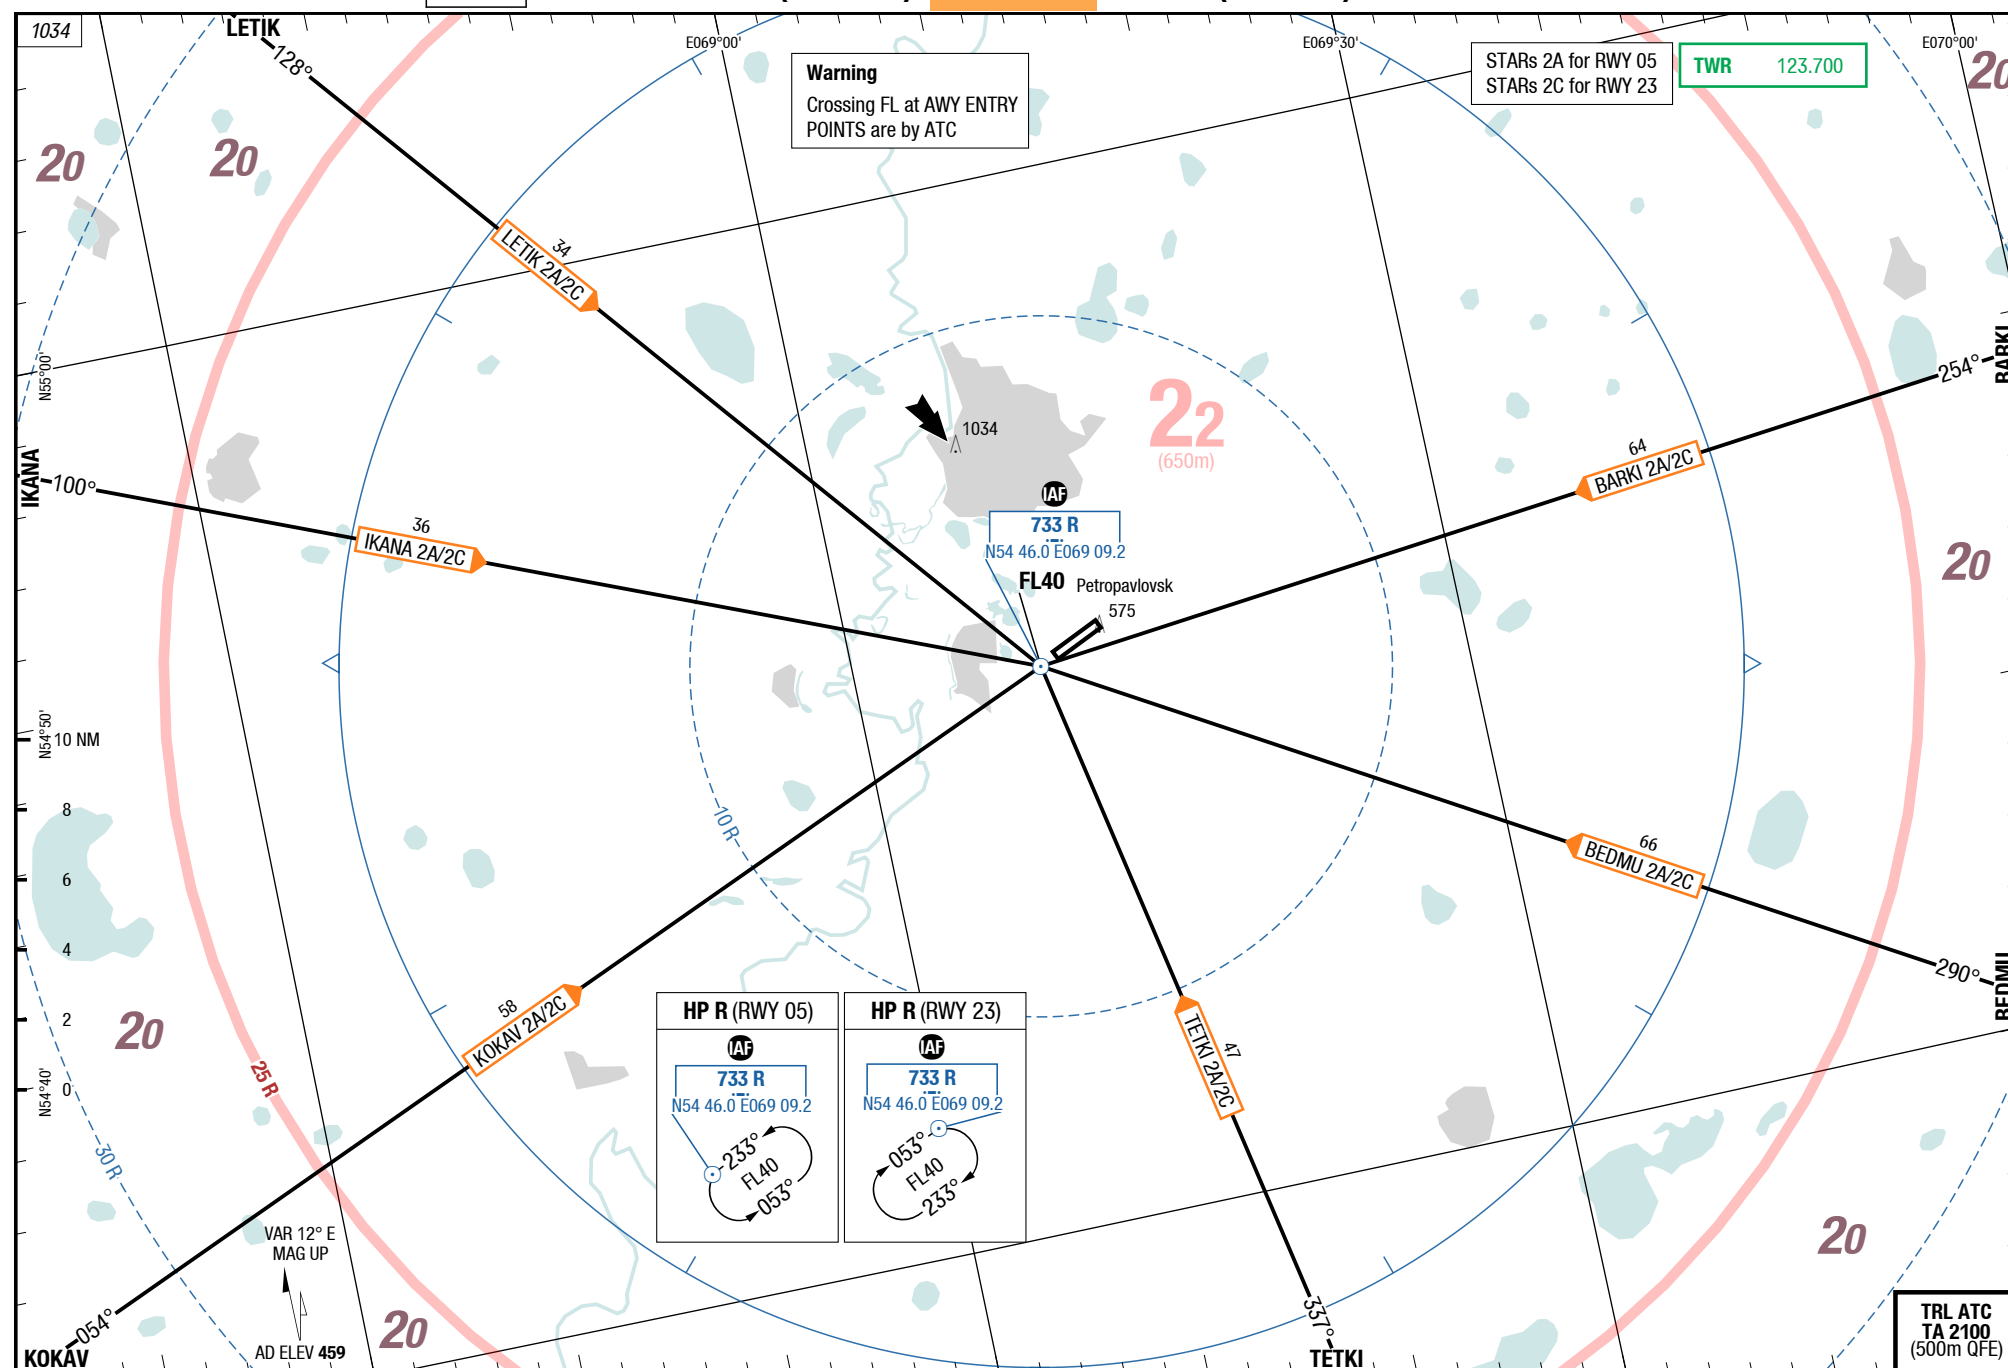 1034
LETIK
128°
E069°00'
Warning
Crossing FL at AWY ENTRY
POINTS are by ATC
E069°30'
STARs 2A for RWY 05
STARs 2C for RWY 23
TWR 123.700
E070°00'
20
20
20
34
LETIK 2A/2C
N55°00'
BARKI
254°
64
BARKI 2A/2C
22
(650m)
1034
IKANA
100°
36
IKANA 2A/2C
IAF
733 R
N54 46.0 E069 09.2
FL40
Petropavlovsk
575
20
N54°50'
10 NM
8
6
4
2
0
N54°40'
10 R
66
BEDMU 2A/2C
290°
BEDMU
20
25 R
30 R
58
KOKAV 2A/2C
HP R (RWY 05)
IAF
733 R
N54 46.0 E069 09.2
233°
FL40
053°
HP R (RWY 23)
IAF
733 R
N54 46.0 E069 09.2
053°
FL40
233°
47
TETKI 2A/2C
337°
TETKI
20
VAR 12° E
MAG UP
AD ELEV 459
054°
KOKAV
20
TRL ATC
TA 2100
(500m QFE)